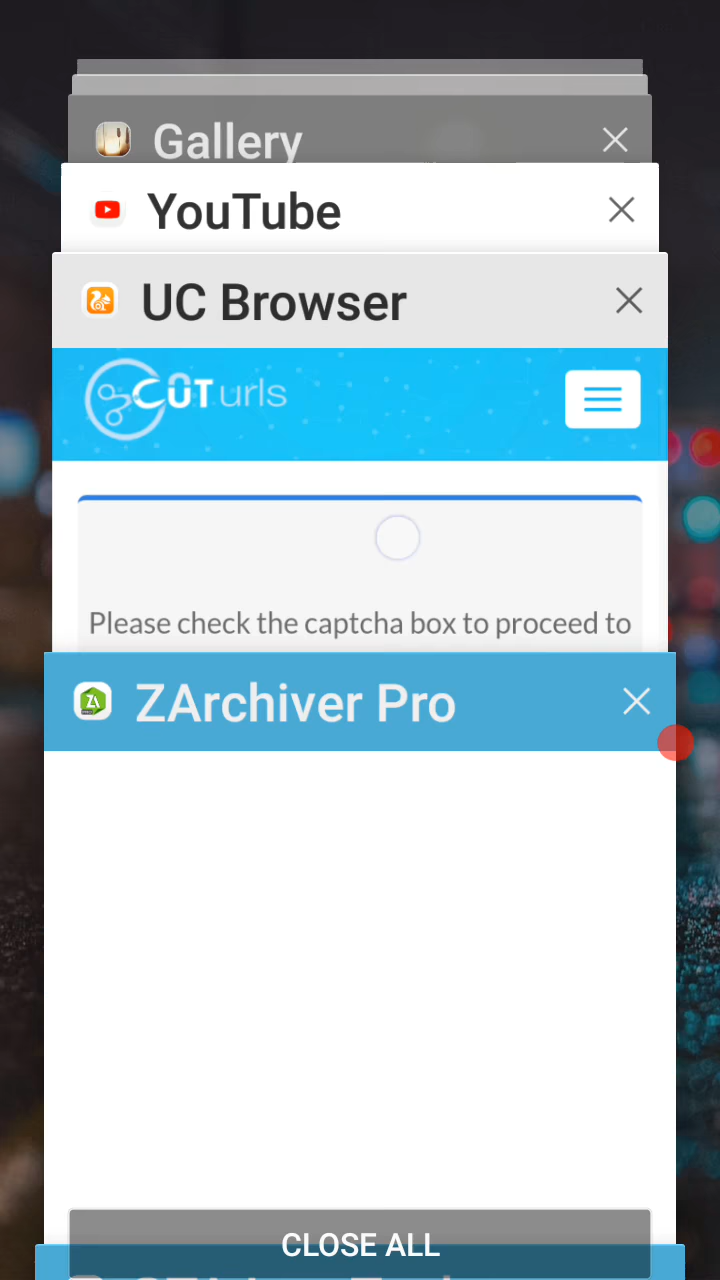 Gallery
YouTube
UC Browser
CUTurls
Please check the captcha box to proceed to
ZArchiver Pro
CLOSE ALL